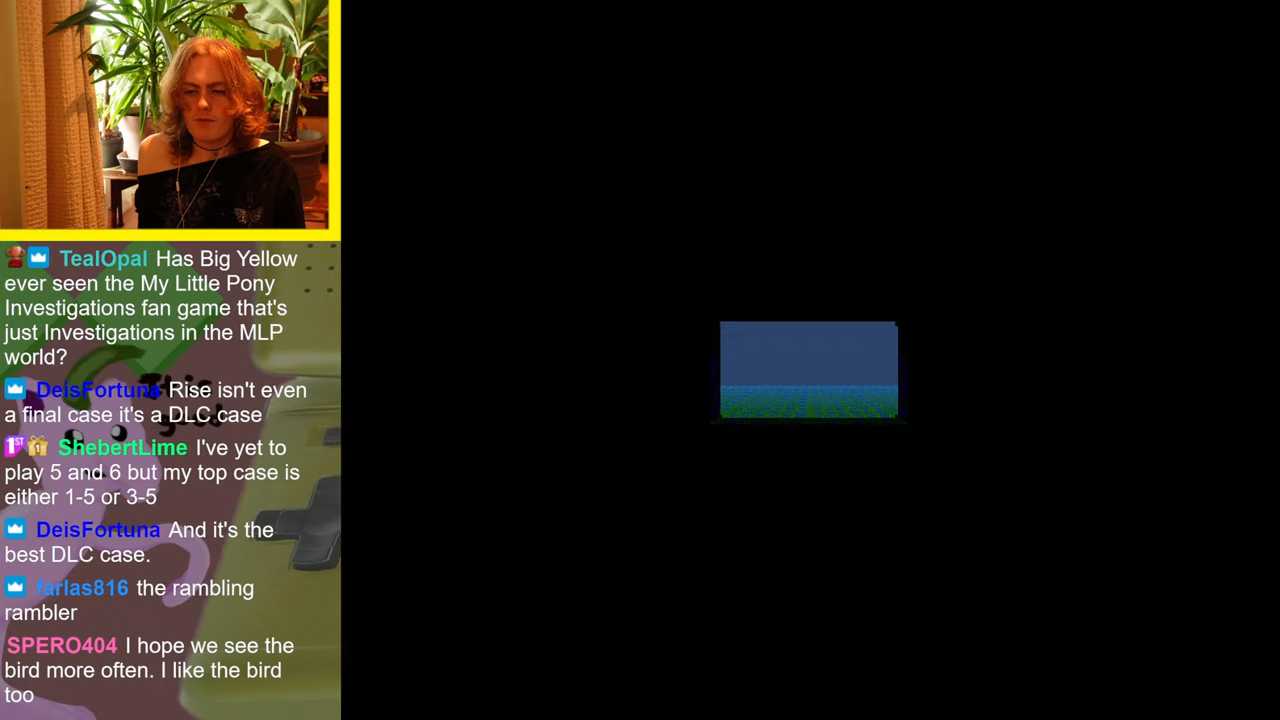 TealOpal Has Big Yellow
ever seen the My Little Pony
Investigations fan game that's
just Investigations in the MLP
world?
DeisFortuna Rise isn't even
a final case it's a DLC case
1ST 1 ShebertLime I've yet to
play 5 and 6 but my top case is
either 1-5 or 3-5
DeisFortuna And it's the
best DLC case.
farlas816 the rambling
rambler
SPERO404 I hope we see the
bird more often. I like the bird
too